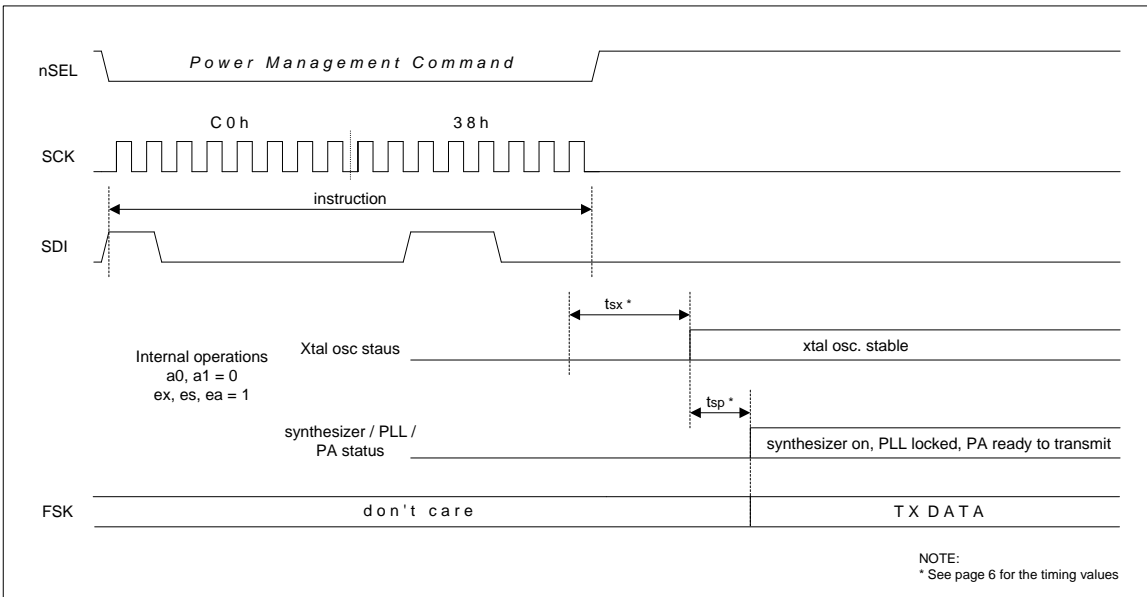 nSEL
Power Management Command
C0h
38h
SCK
instruction
SDI
tsx *
Xtal osc staus
xtal osc. stable
Internal operations
a0, a1 = 0
ex, es, ea = 1
tsp *
synthesizer / PLL /
PA status
synthesizer on, PLL locked, PA ready to transmit
FSK
don't care
TX DATA
NOTE:
* See page 6 for the timing values